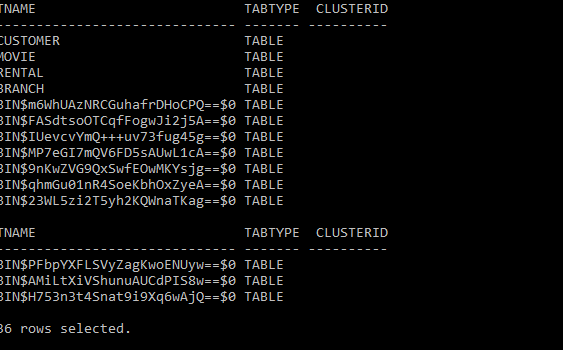 TNAME TABTYPE CLUSTERID
------------------------------ ------- ----------
CUSTOMER TABLE
MOVIE TABLE
RENTAL TABLE
BRANCH TABLE
BIN$m6WhUAzNRCGuhafrDHoCPQ==$0 TABLE
BIN$FASdtsoOTCqfFogwJi2j5A==$0 TABLE
BIN$IUevcvYmQ+++uv73fug45g==$0 TABLE
BIN$MP7eGI7mQV6FD5sAUwL1cA==$0 TABLE
BIN$9nKwZVG9QxSwfEOwMKYsjg==$0 TABLE
BIN$qhmGu01nR4SoeKbhOxZyeA==$0 TABLE
BIN$23WL5zi2T5yh2KQWnaTKag==$0 TABLE
TNAME TABTYPE CLUSTERID
------------------------------ ------- ----------
BIN$PFbpYXFLSVyZagKwoENUyw==$0 TABLE
BIN$AMiLtXiVShunuAUCdPIS8w==$0 TABLE
BIN$H753n3t4Snat9i9Xq6wAjQ==$0 TABLE
36 rows selected.